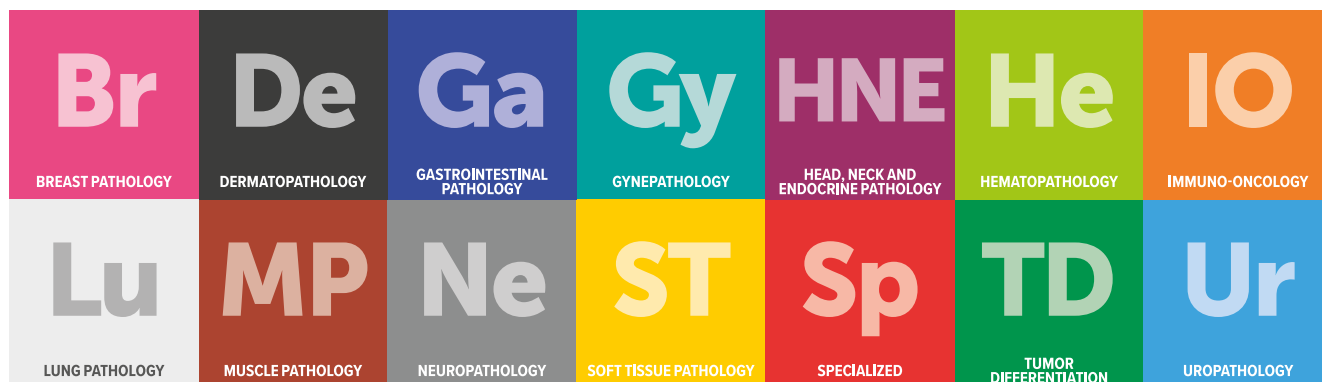 Br De Ga Gy HNE He IO
BREAST PATHOLOGY DERMATOPATHOLOGY GASTROINTESTINAL PATHOLOGY GYNEPATHOLOGY HEAD, NECK AND ENDOCRINE PATHOLOGY HEMATOPATHOLOGY IMMUNO-ONCOLOGY
Lu MP Ne ST Sp TD Ur
LUNG PATHOLOGY MUSCLE PATHOLOGY NEUROPATHOLOGY SOFT TISSUE PATHOLOGY SPECIALIZED TUMOR DIFFERENTIATION UROPATHOLOGY